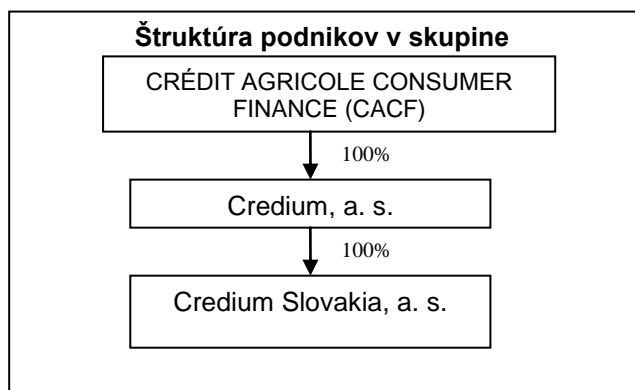 Štruktúra podnikov v skupine
CRÉDIT AGRICOLE CONSUMER
FINANCE (CACF)
100%
Credium, a. s.
100%
Credium Slovakia, a. s.